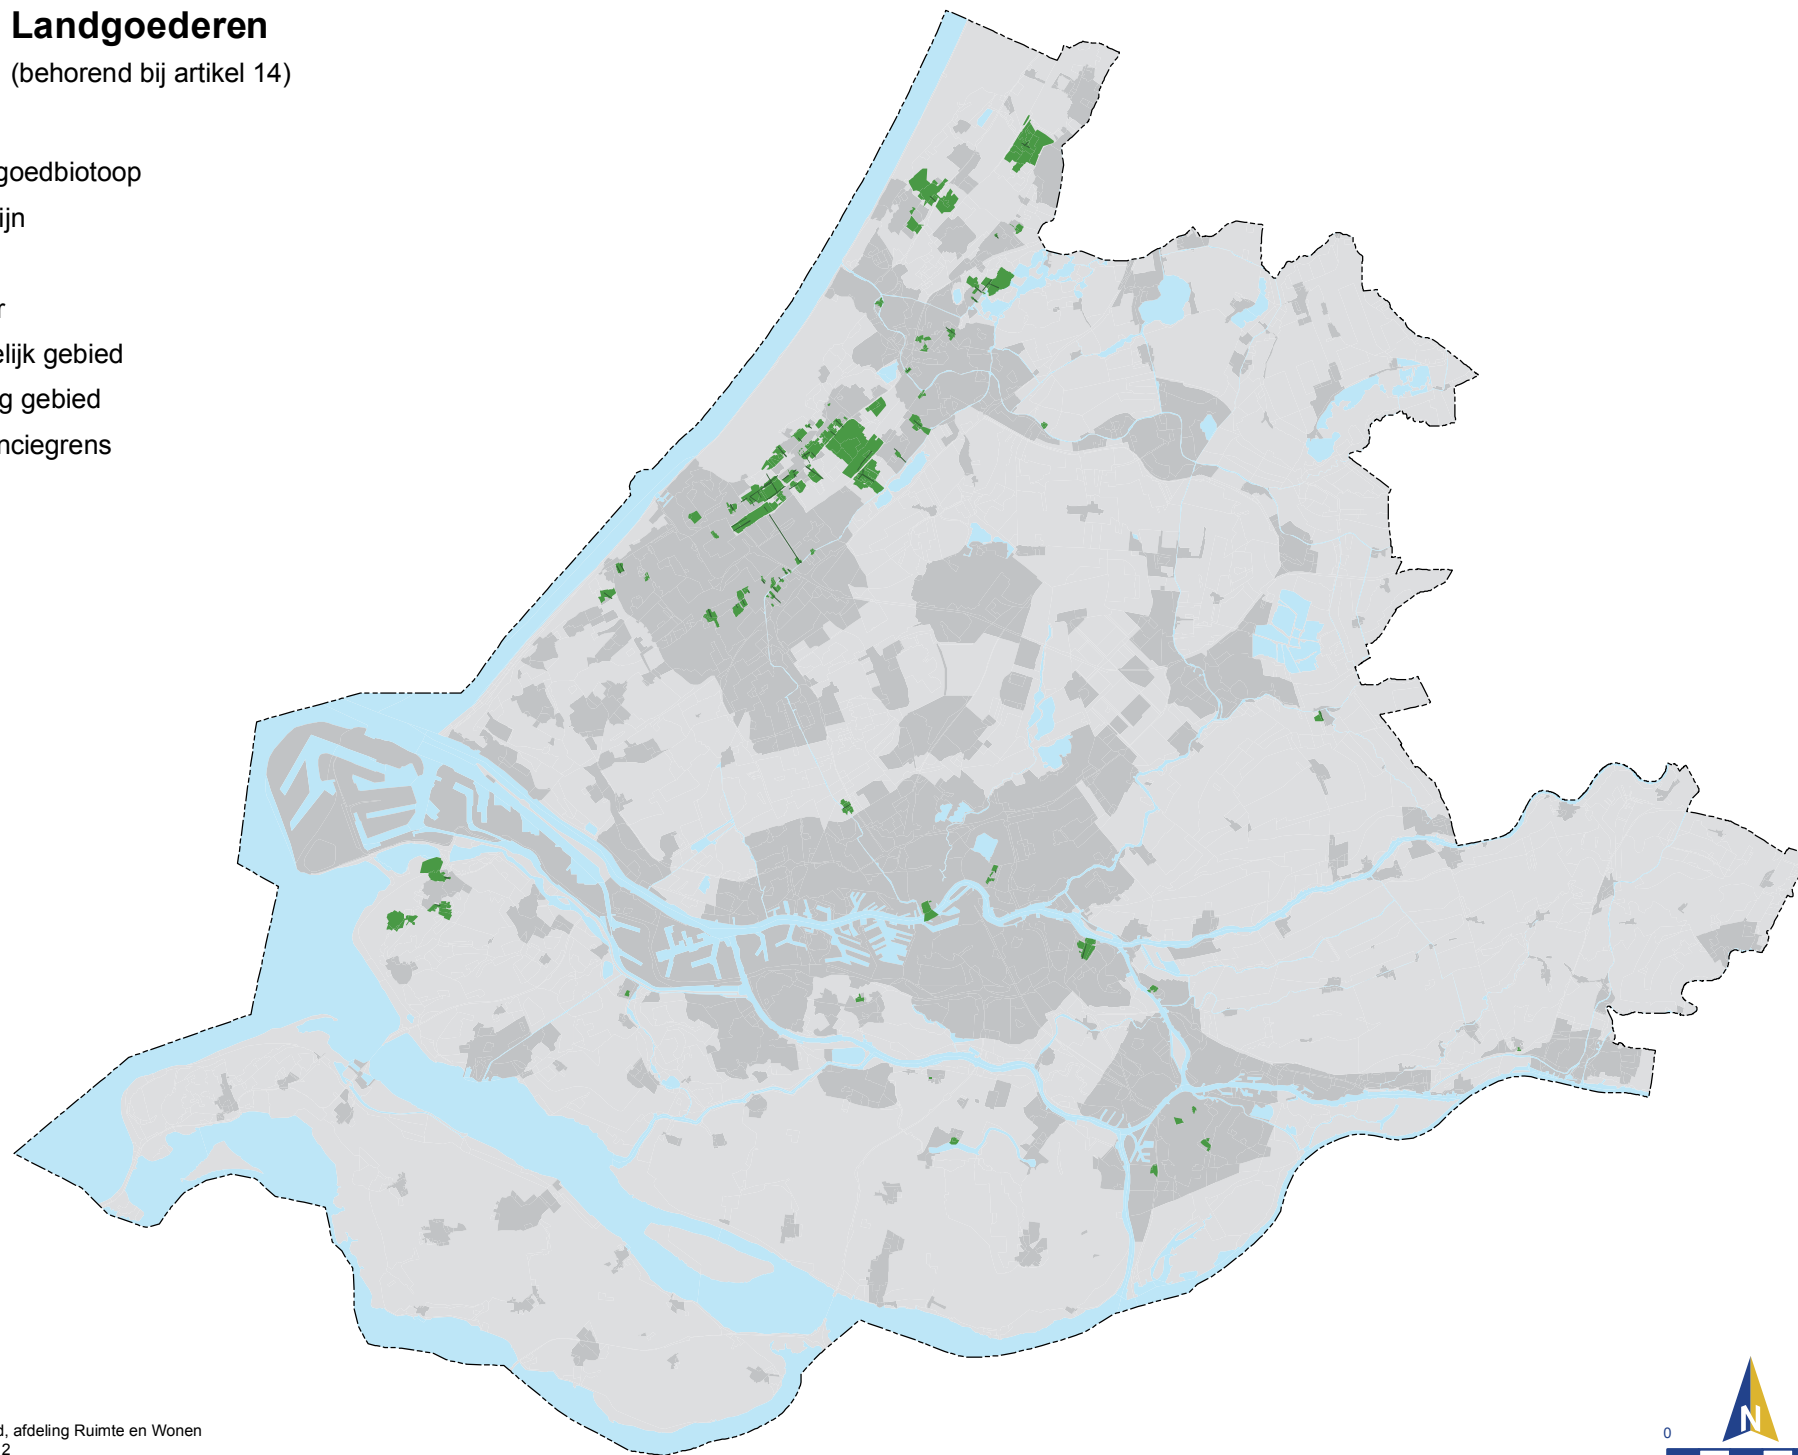 Landgoederen
(behorend bij artikel 14)
goedbiotoop
ijn
r
elijk gebied
g gebied
nciegrens
d, afdeling Ruimte en Wonen
2
0
N